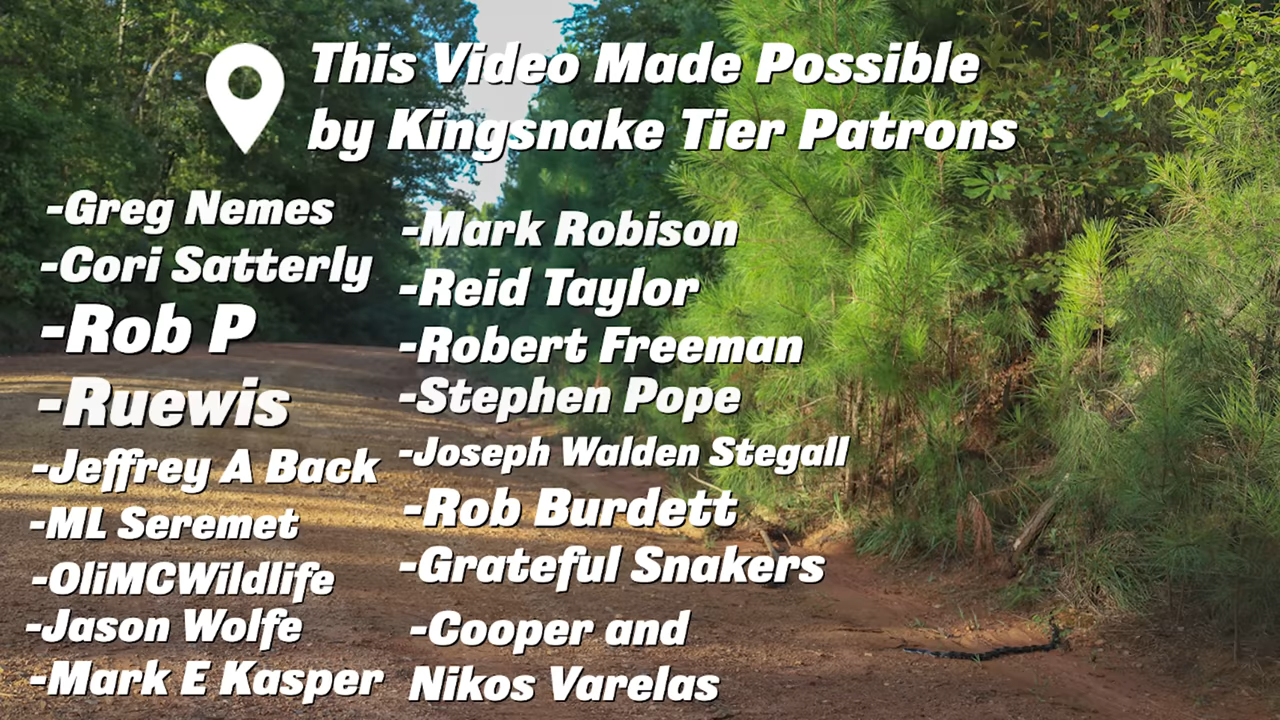 This Video Made Possible
by Kingsnake Tier Patrons
-Greg Nemes
-Cori Satterly
-Rob P
-Ruewis
-Jeffrey A Back
-ML Seremet
-OliMCWildlife
-Jason Wolfe
-Mark E Kasper
-Mark Robison
-Reid Taylor
-Robert Freeman
-Stephen Pope
-Joseph Walden Stegall
-Rob Burdett
-Grateful Snakers
-Cooper and
Nikos Varelas